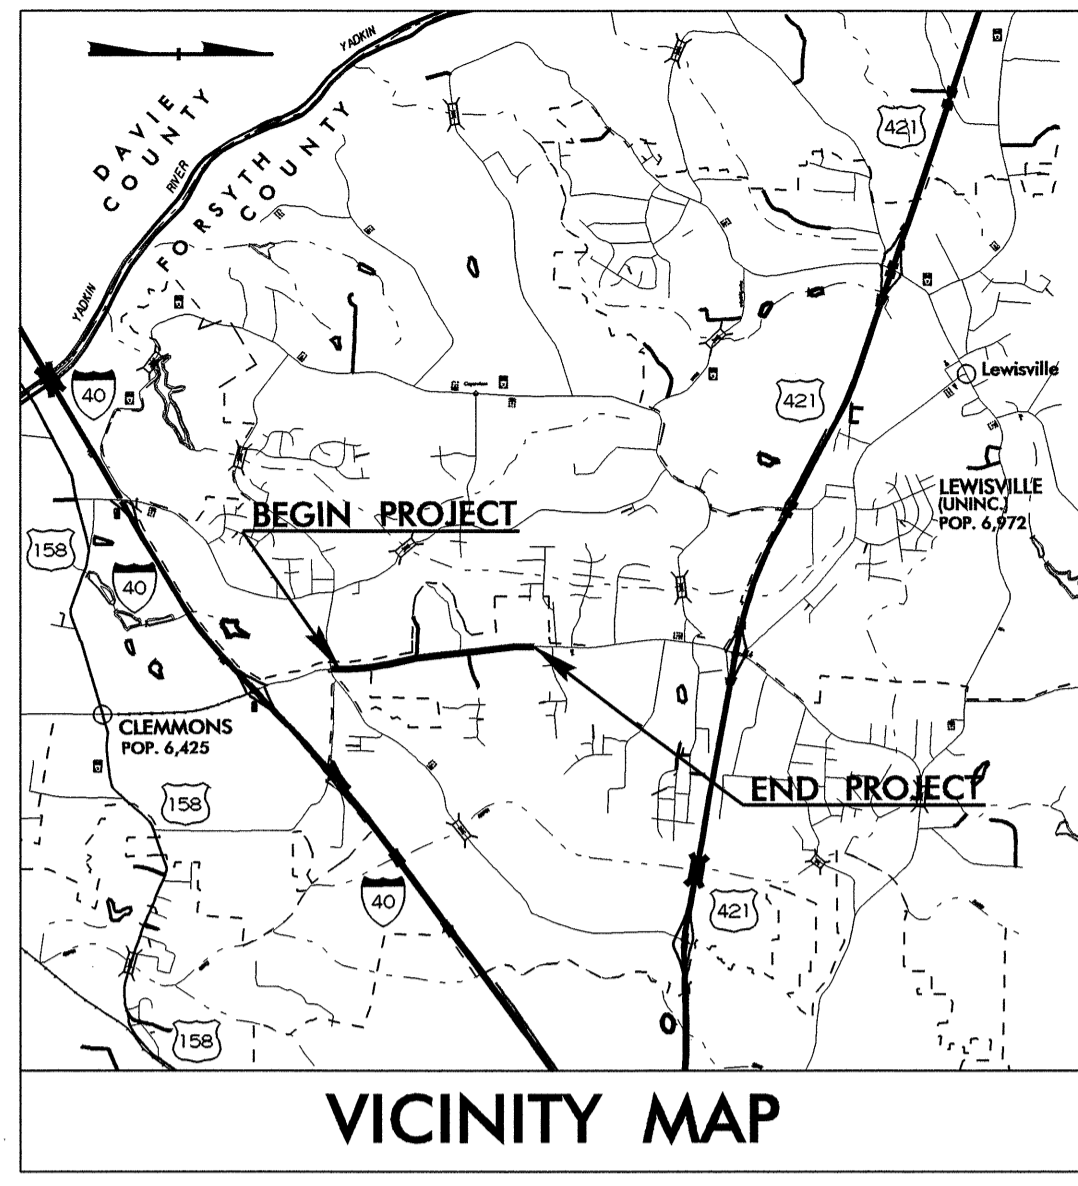 YADKIN
DAVIE
COUNTY
RIVER
FORSYTH
COUNTY
YADKIN
421
40
421
Lewisville
LEWISVILLE
(UNINC.)
POP. 6,972
BEGIN PROJECT
158
40
CLEMMONS
POP. 6,425
158
END PROJECT
40
421
158
VICINITY MAP